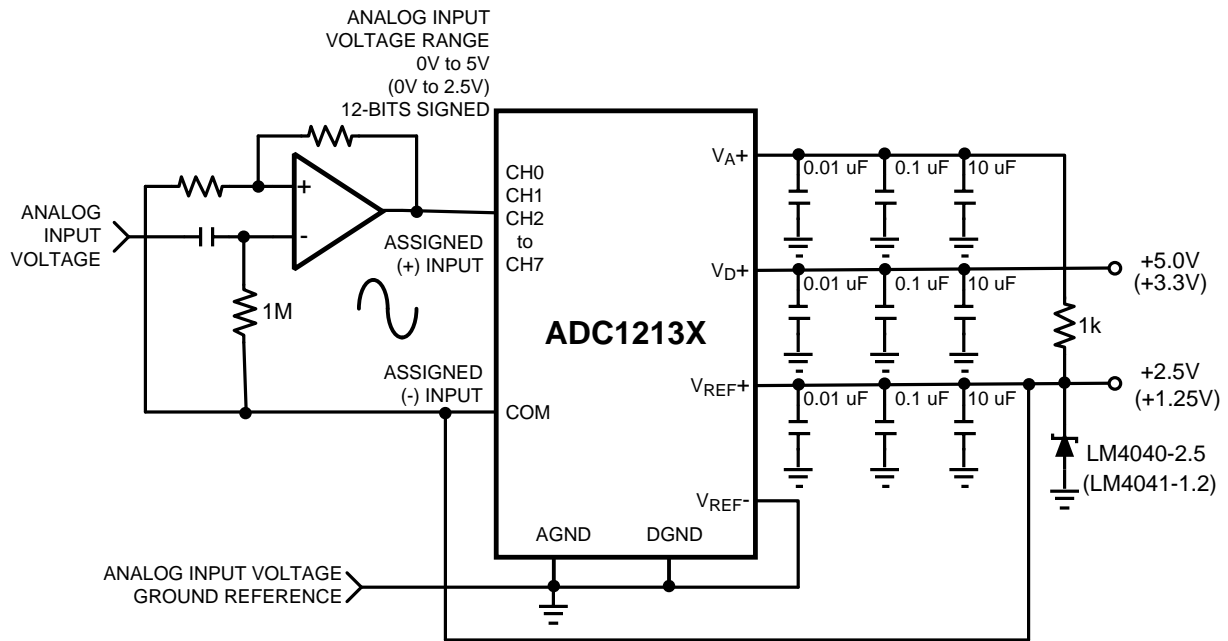 ANALOG INPUT
VOLTAGE RANGE
0V to 5V
(0V to 2.5V)
12-BITS SIGNED
ANALOG
INPUT
VOLTAGE
+
-
1M
ASSIGNED
(+) INPUT
ASSIGNED
(-) INPUT
CH0
CH1
CH2
to
CH7
COM
ADC1213X
AGND
DGND
VA+
VD+
VREF+
VREF-
0.01 uF
0.1 uF
10 uF
0.01 uF
0.1 uF
10 uF
0.01 uF
0.1 uF
10 uF
+5.0V
(+3.3V)
1k
+2.5V
(+1.25V)
LM4040-2.5
(LM4041-1.2)
ANALOG INPUT VOLTAGE
GROUND REFERENCE